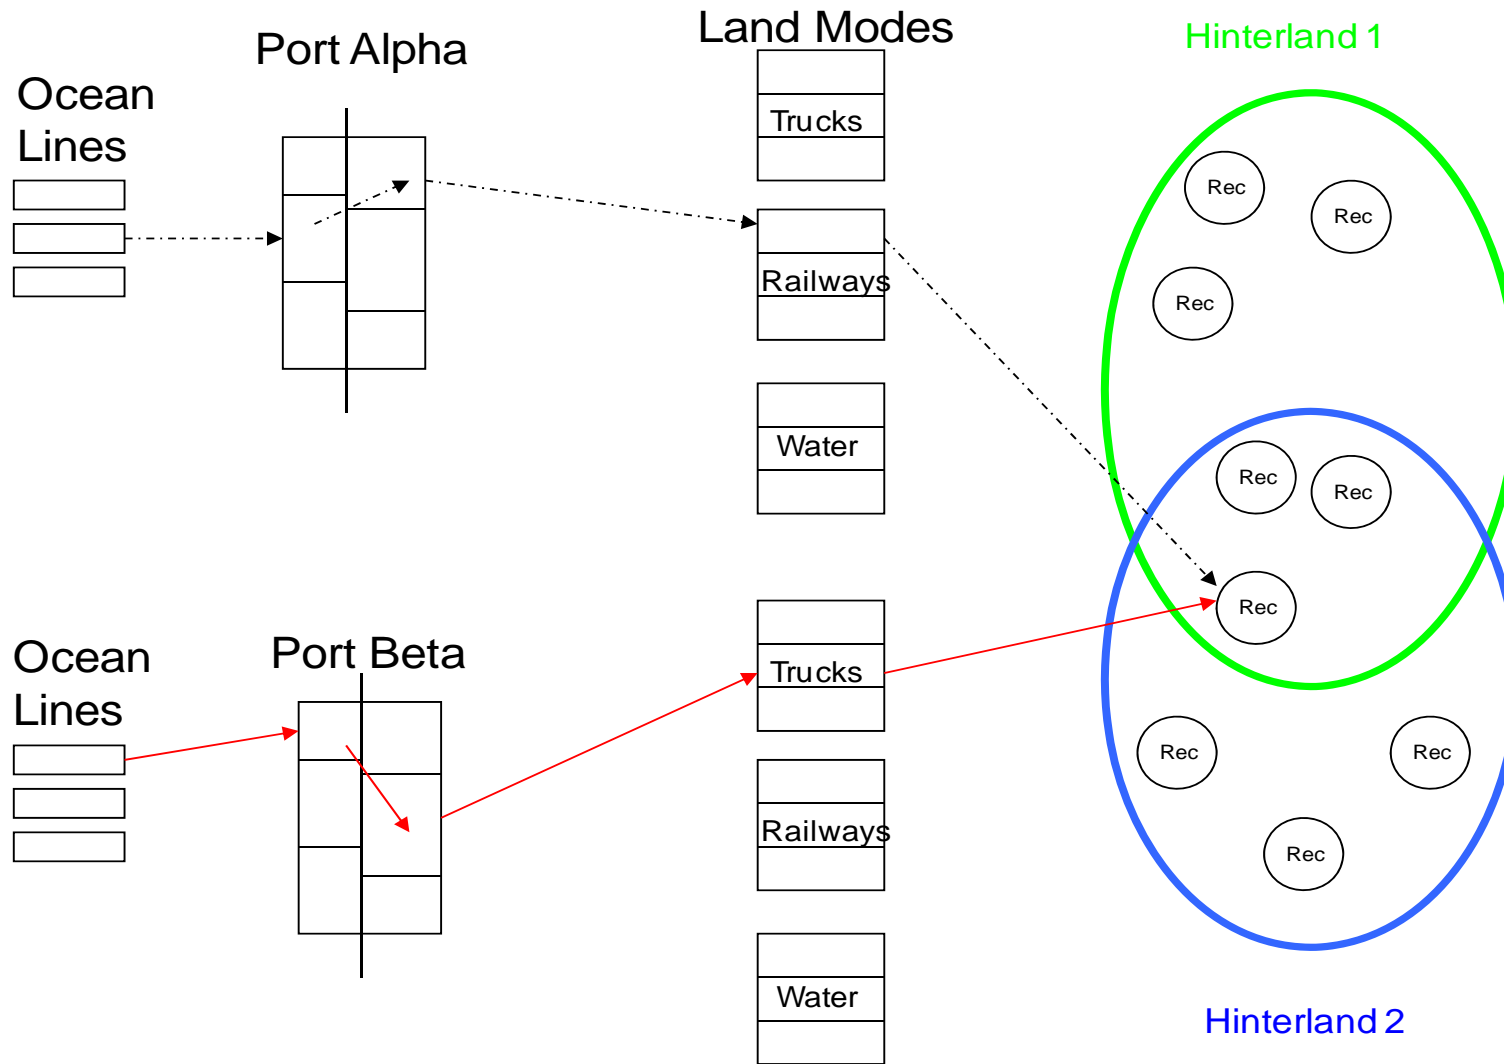 Land Modes
Hinterland 1
Port Alpha
Ocean
Lines
Trucks
Railways
Water
Rec
Rec
Rec
Rec
Rec
Rec
Ocean
Lines
Port Beta
Trucks
Railways
Water
Rec
Rec
Rec
Hinterland 2